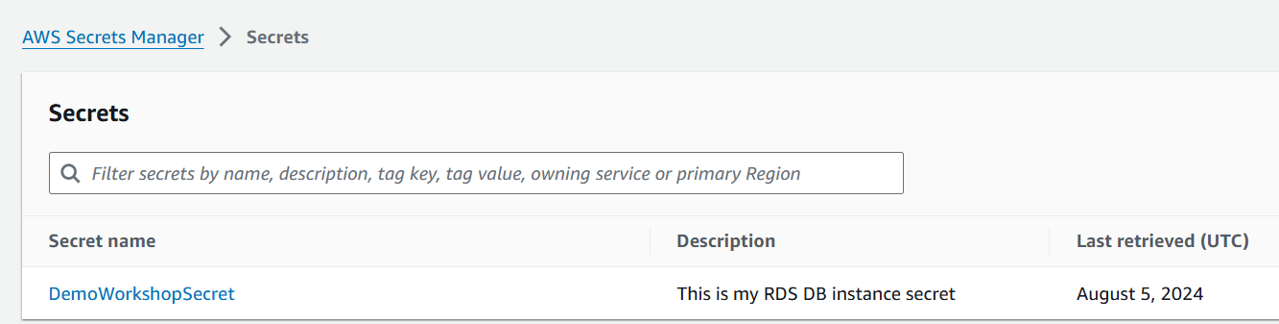 AWS Secrets Manager > Secrets
Secrets
Filter secrets by name, description, tag key, tag value, owning service or primary Region
Secret name Description Last retrieved (UTC)
DemoWorkshopSecret This is my RDS DB instance secret August 5, 2024